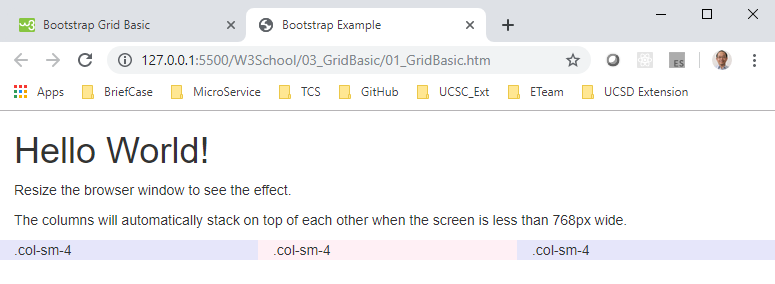 Bootstrap Grid Basic
Bootstrap Example
127.0.0.1:5500/W3School/03_GridBasic/01_GridBasic.htm
ES
Apps BriefCase MicroService TCS GitHub UCSC_Ext ETeam UCSD Extension
Hello World!
Resize the browser window to see the effect.
The columns will automatically stack on top of each other when the screen is less than 768px wide.
.col-sm-4 .col-sm-4 .col-sm-4